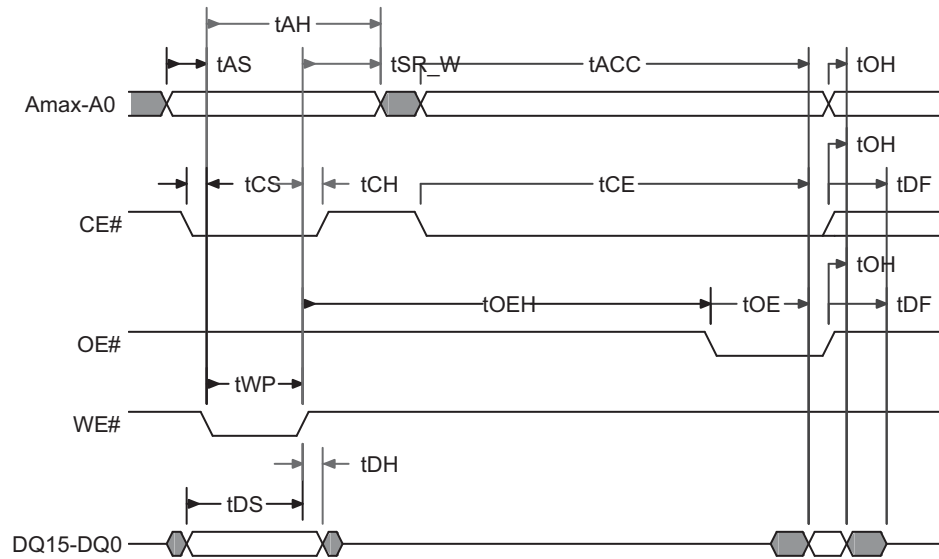 tAH
tAS
tSR_W
tACC
tOH
Amax-A0
tOH
tCS
tCH
tCE
tDF
CE#
tOH
tOEH
tOE
tDF
OE#
tWP
WE#
tDH
tDS
DQ15-DQ0